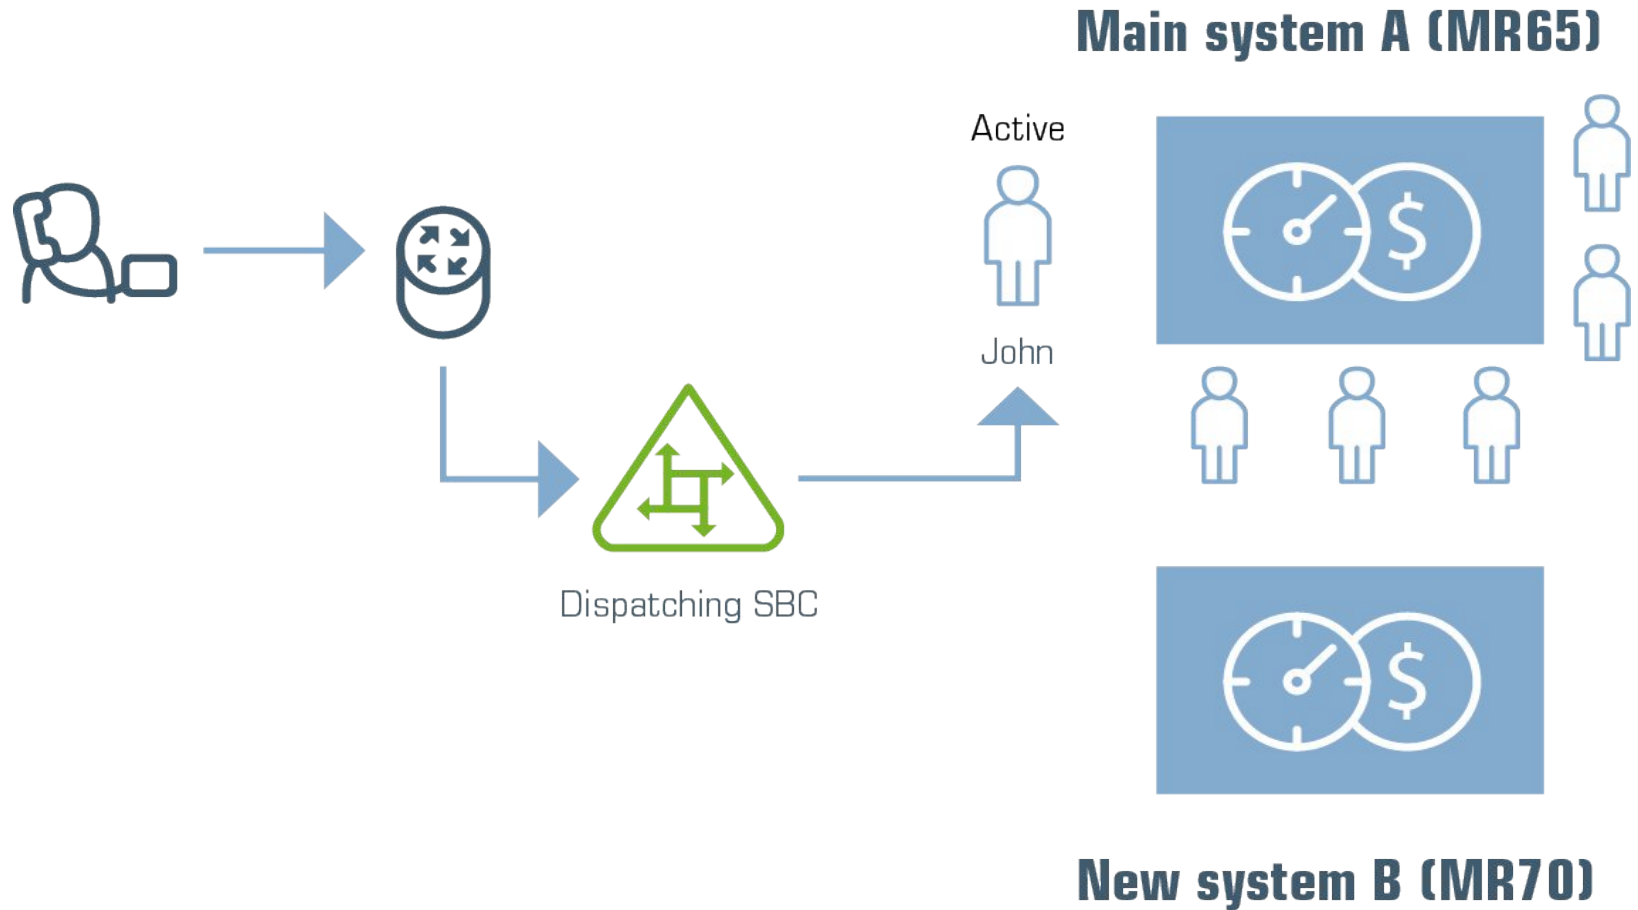 Main system A (MR65)
Active
John
Dispatching SBC
$
$
New system B (MR70)